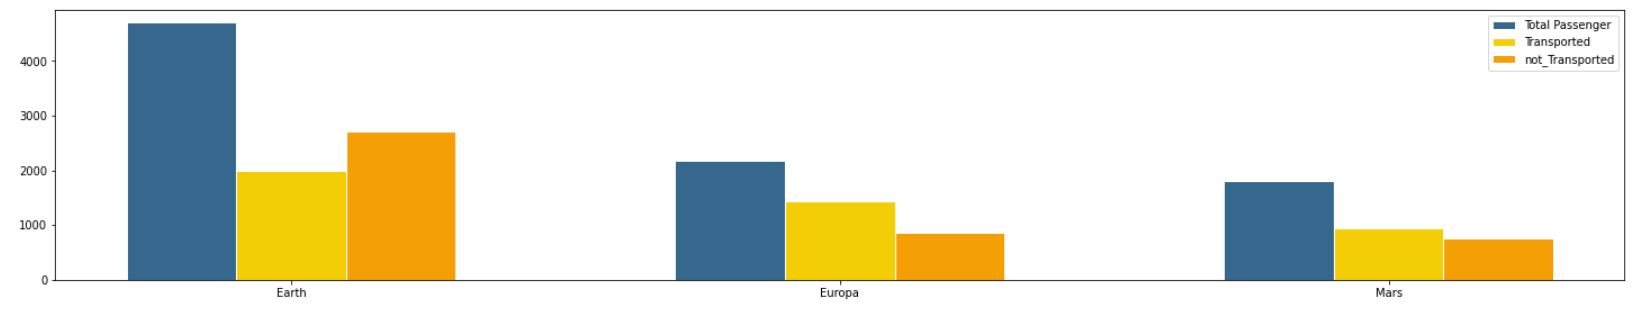 Total Passenger
Transported
not_Transported
4000
3000
2000
1000
0
Earth Europa Mars